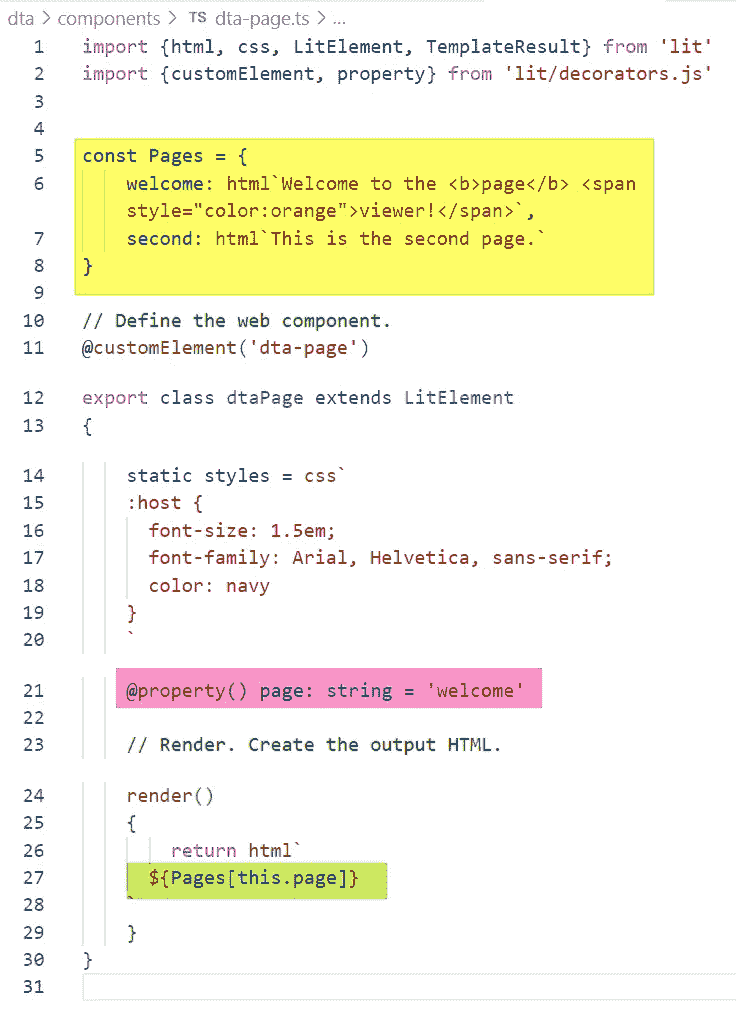 dta > components > TS dta-page.ts > ...
1 import {html, css, LitElement, TemplateResult} from 'lit'
2 import {customElement, property} from 'lit/decorators.js'
3
4
5 const Pages = {
6 welcome: html`Welcome to the <b>page</b> <span
style="color:orange">viewer!</span>`,
7 second: html`This is the second page.`
8 }
9
10 // Define the web component.
11 @customElement('dta-page')
12 export class dtaPage extends LitElement
13 {
14 static styles = css`
15 :host {
16 font-size: 1.5em;
17 font-family: Arial, Helvetica, sans-serif;
18 color: navy
19 }
20 `
21 @property() page: string = 'welcome'
22
23 // Render. Create the output HTML.
24 render()
25 {
26 return html`
27 ${Pages[this.page]}
28 `
29 }
30 }
31